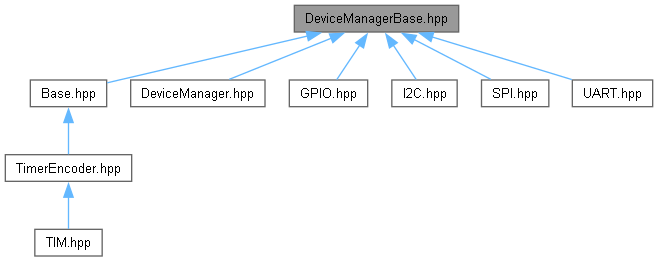 DeviceManagerBase.hpp
Base.hpp
DeviceManager.hpp
GPIO.hpp
I2C.hpp
SPI.hpp
UART.hpp
TimerEncoder.hpp
TIM.hpp